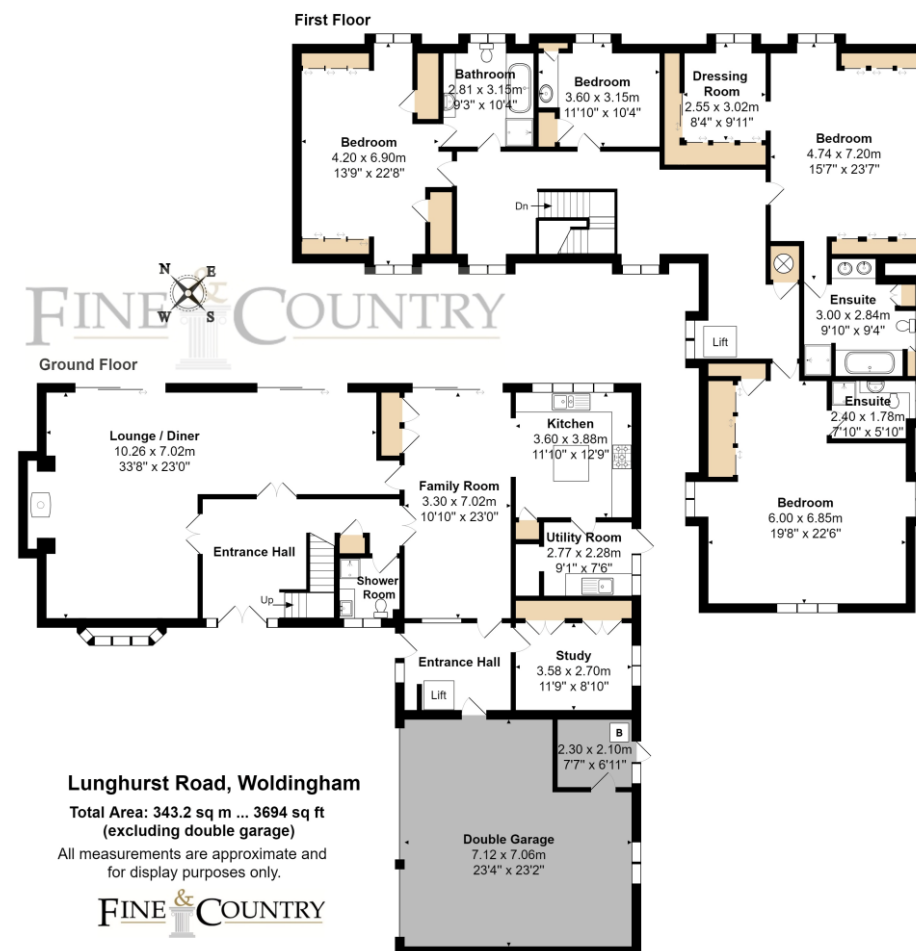 First Floor
Bathroom
2.81 x 3.15m
9'3" x 10'4"
Bedroom
3.60 x 3.15m
11'10" x 10'4"
Dressing
Room
2.55 x 3.02m
8'4" x 9'11"
Bedroom
4.20 x 6.90m
13'9" x 22'8"
Bedroom
4.74 x 7.20m
15'7" x 23'7"
Dn
N E
W S
FINE & COUNTRY
Ensuite
3.00 x 2.84m
9'10" x 9'4"
Lift
Ensuite
2.40 x 1.78m
7'10" x 5'10"
Bedroom
6.00 x 6.85m
19'8" x 22'6"
Ground Floor
Lounge / Diner
10.26 x 7.02m
33'8" x 23'0"
Kitchen
3.60 x 3.88m
11'10" x 12'9"
Family Room
3.30 x 7.02m
10'10" x 23'0"
Entrance Hall
Utility Room
2.77 x 2.28m
9'1" x 7'6"
Shower
Room
Up
Entrance Hall
Lift
Study
3.58 x 2.70m
11'9" x 8'10"
B
2.30 x 2.10m
7'7" x 6'11"
Double Garage
7.12 x 7.06m
23'4" x 23'2"
Lunghurst Road, Woldingham
Total Area: 343.2 sq m ... 3694 sq ft
(excluding double garage)
All measurements are approximate and
for display purposes only.
FINE & COUNTRY